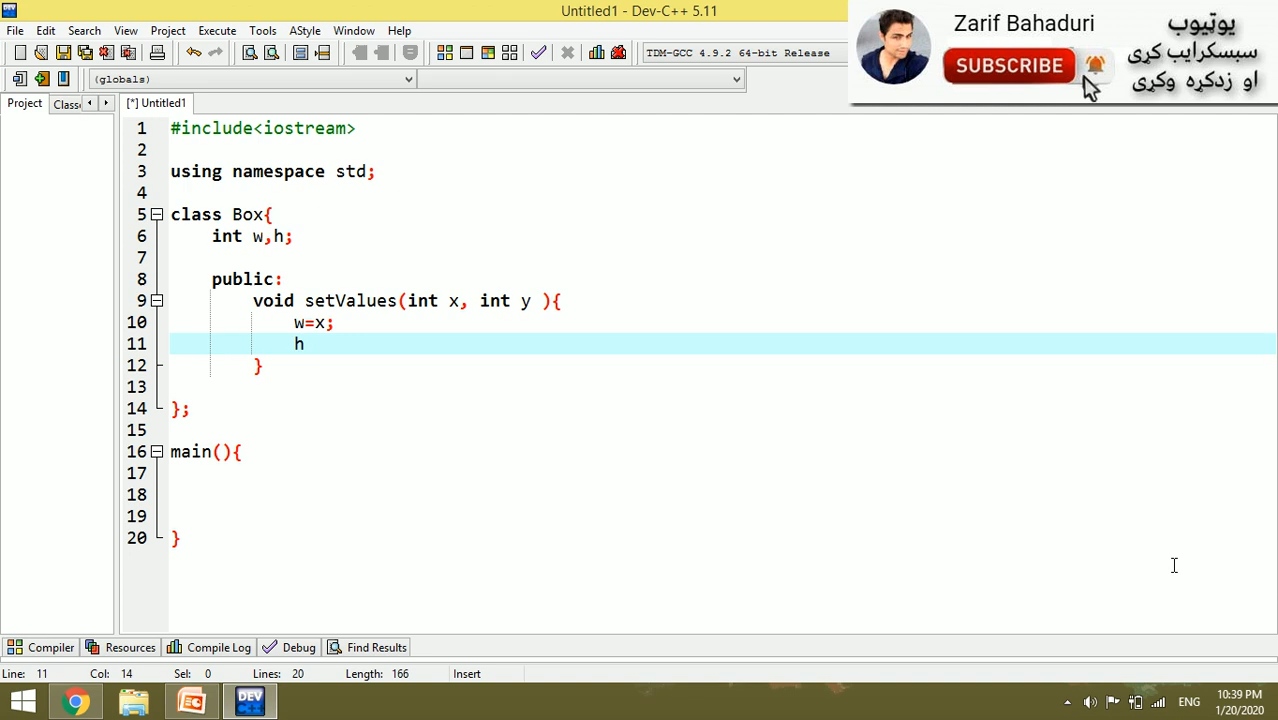 Untitled1 - Dev-C++ 5.11
File Edit Search View Project Execute Tools AStyle Window Help
TDM-GCC 4.9.2 64-bit Release
(globals)
Project Classe
[*] Untitled1
Zarif Bahaduri
SUBSCRIBE
یوټیوب
سبسکرایب کړی
او زدکړه وکړی
1 #include<iostream>
2
3 using namespace std;
4
5 class Box{
6 int w,h;
7
8 public:
9 void setValues(int x, int y ){
10 w=x;
11 h
12 }
13
14 };
15
16 main(){
17
18
19
20 }
Compiler Resources Compile Log Debug Find Results
Line: 11 Col: 14 Sel: 0 Lines: 20 Length: 166 Insert
DEV C++
ENG
10:39 PM
1/20/2020